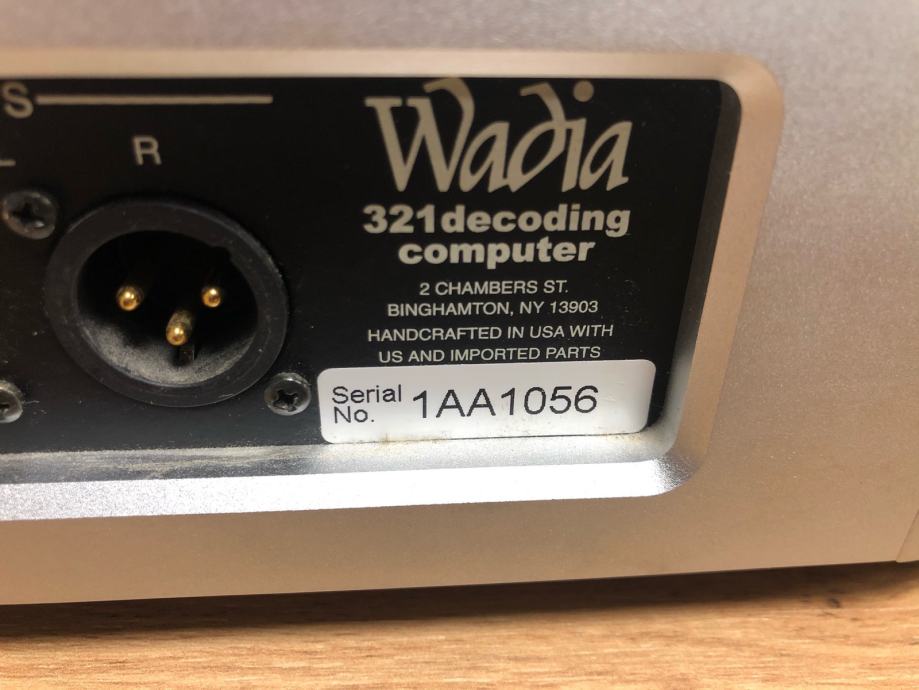 S
L
R
Wadia
321decoding
computer
2 CHAMBERS ST.
BINGHAMTON, NY 13903
HANDCRAFTED IN USA WITH
US AND IMPORTED PARTS
Serial
No. 1AA1056